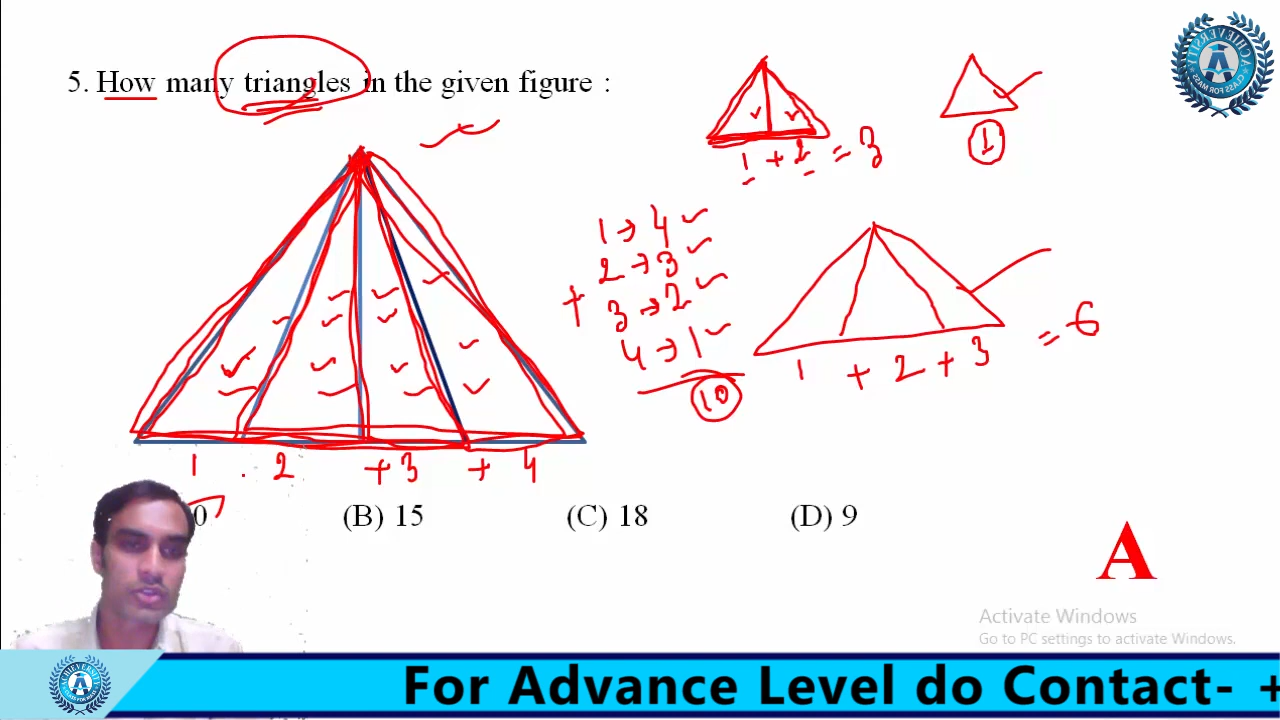 5. How many triangles in the given figure :
1 + 2 = 3
1
1 → 4
2 → 3
+ 3 → 2
4 → 1
10
1 + 2 + 3 = 6
1 . 2 + 3 + 4
0 (B) 15 (C) 18 (D) 9
A
Activate Windows
Go to PC settings to activate Windows.
For Advance Level do Contact- +